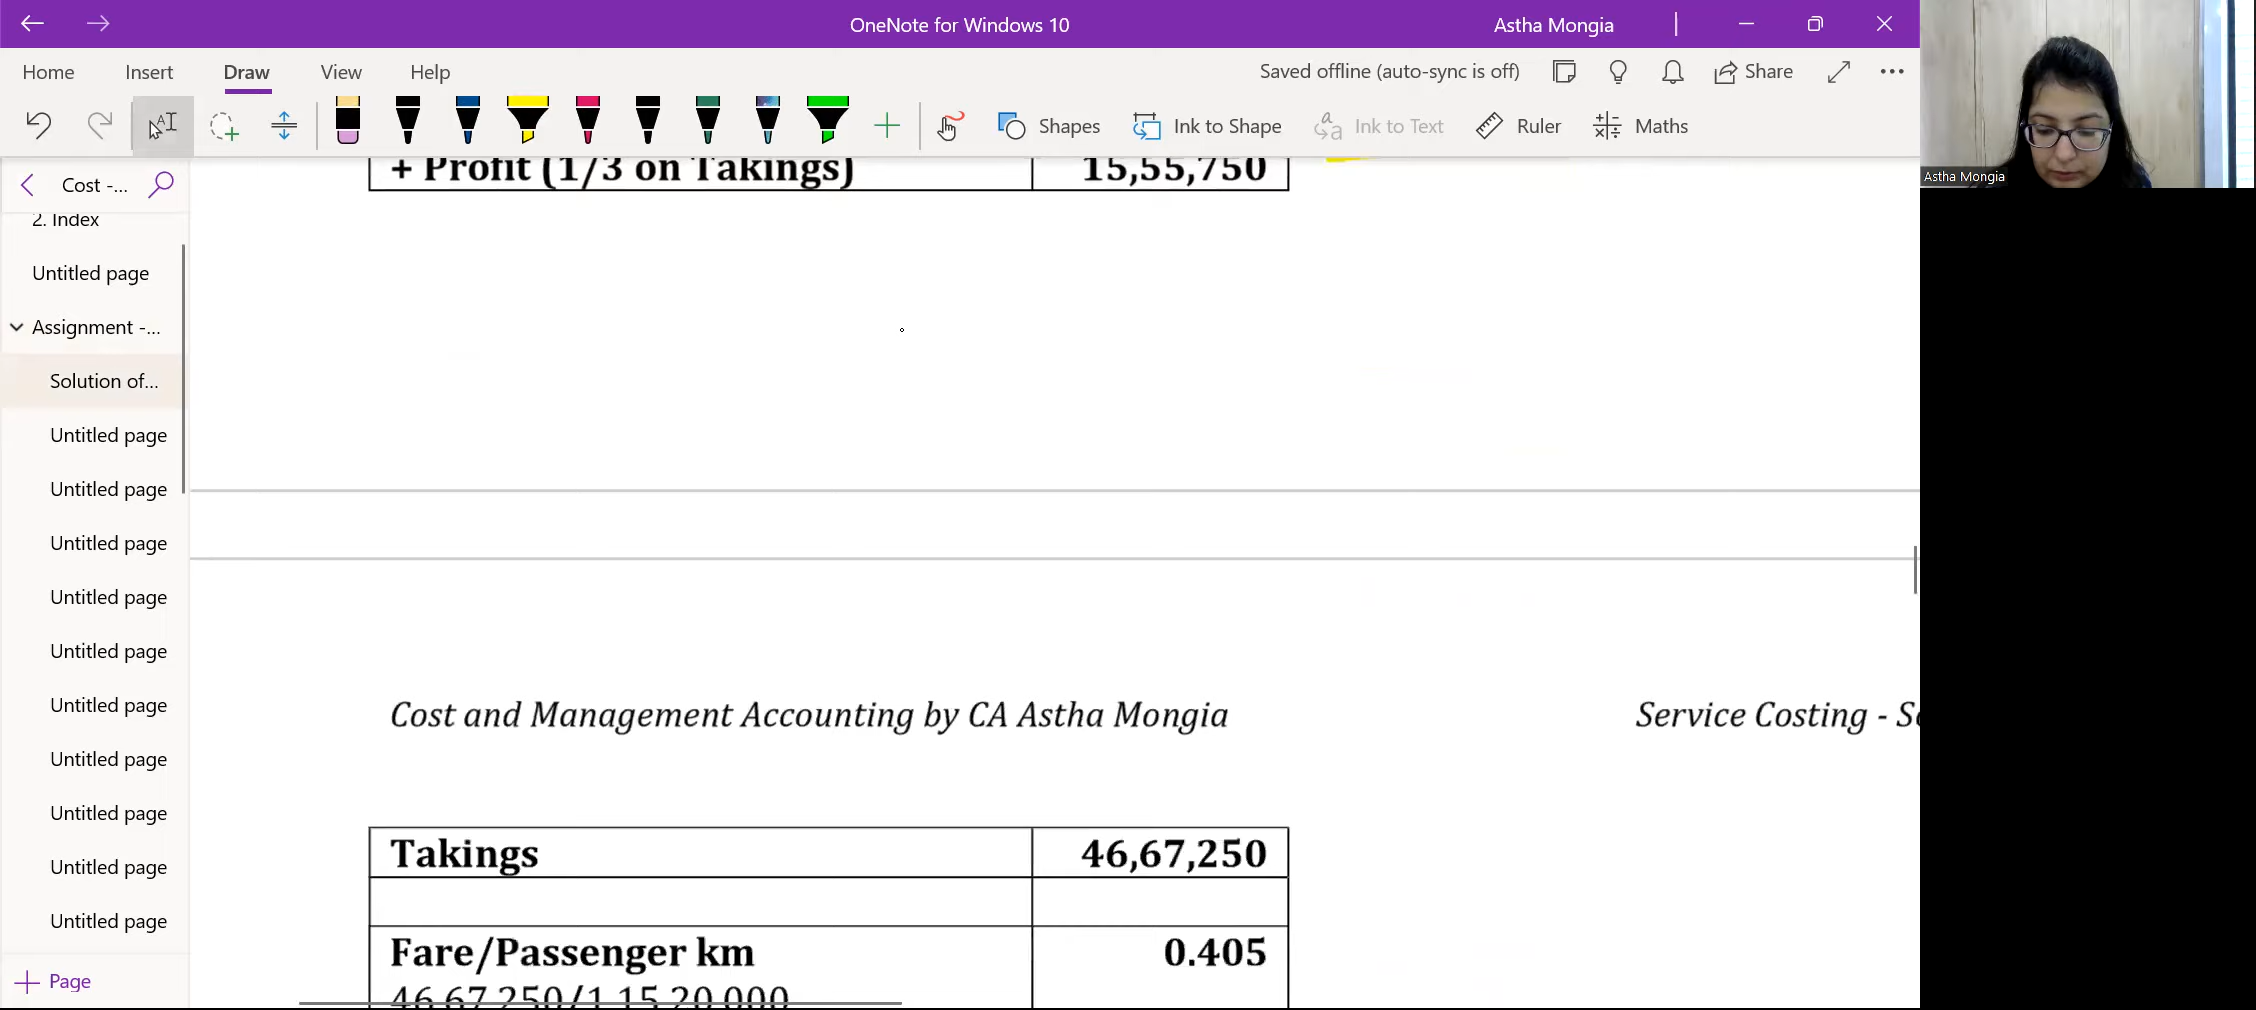 OneNote for Windows 10
Astha Mongia
Home
Insert
Draw
View
Help
Saved offline (auto-sync is off)
Share
Shapes
Ink to Shape
Ink to Text
Ruler
Maths
Astha Mongia
Cost -...
2. Index
Untitled page
Assignment -...
Solution of...
Untitled page
Untitled page
Untitled page
Untitled page
Untitled page
Untitled page
Untitled page
Untitled page
Untitled page
Untitled page
Page
+ Profit (1/3 on Takings) 15,55,750
Cost and Management Accounting by CA Astha Mongia
Service Costing - S
Takings 46,67,250
Fare/Passenger km 0.405
46,67,250/1,15,20,000